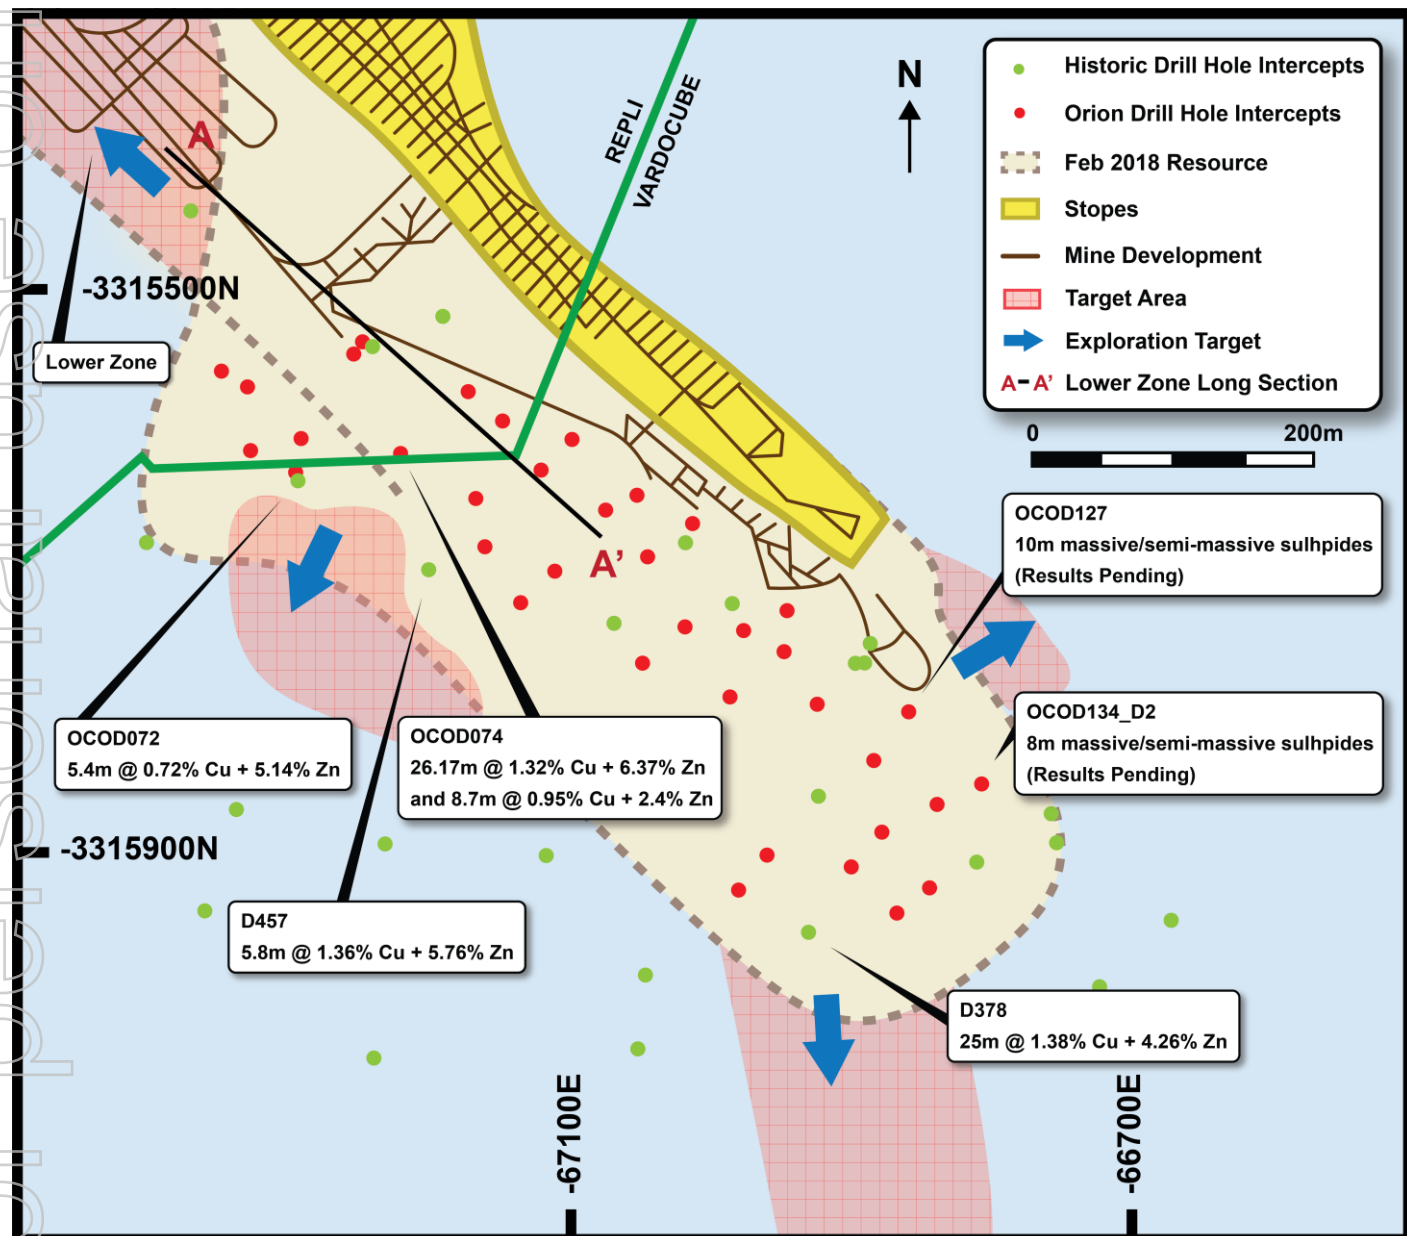 N
Historic Drill Hole Intercepts
Orion Drill Hole Intercepts
Feb 2018 Resource
Stopes
Mine Development
Target Area
Exploration Target
A-A' Lower Zone Long Section
0 200m
REPLI
VARDOCUBE
A
-3315500N
Lower Zone
A'
OCOD127
10m massive/semi-massive sulhpides
(Results Pending)
OCOD134_D2
8m massive/semi-massive sulhpides
(Results Pending)
OCOD072
5.4m @ 0.72% Cu + 5.14% Zn
OCOD074
26.17m @ 1.32% Cu + 6.37% Zn
and 8.7m @ 0.95% Cu + 2.4% Zn
-3315900N
D457
5.8m @ 1.36% Cu + 5.76% Zn
D378
25m @ 1.38% Cu + 4.26% Zn
-67100E
-66700E